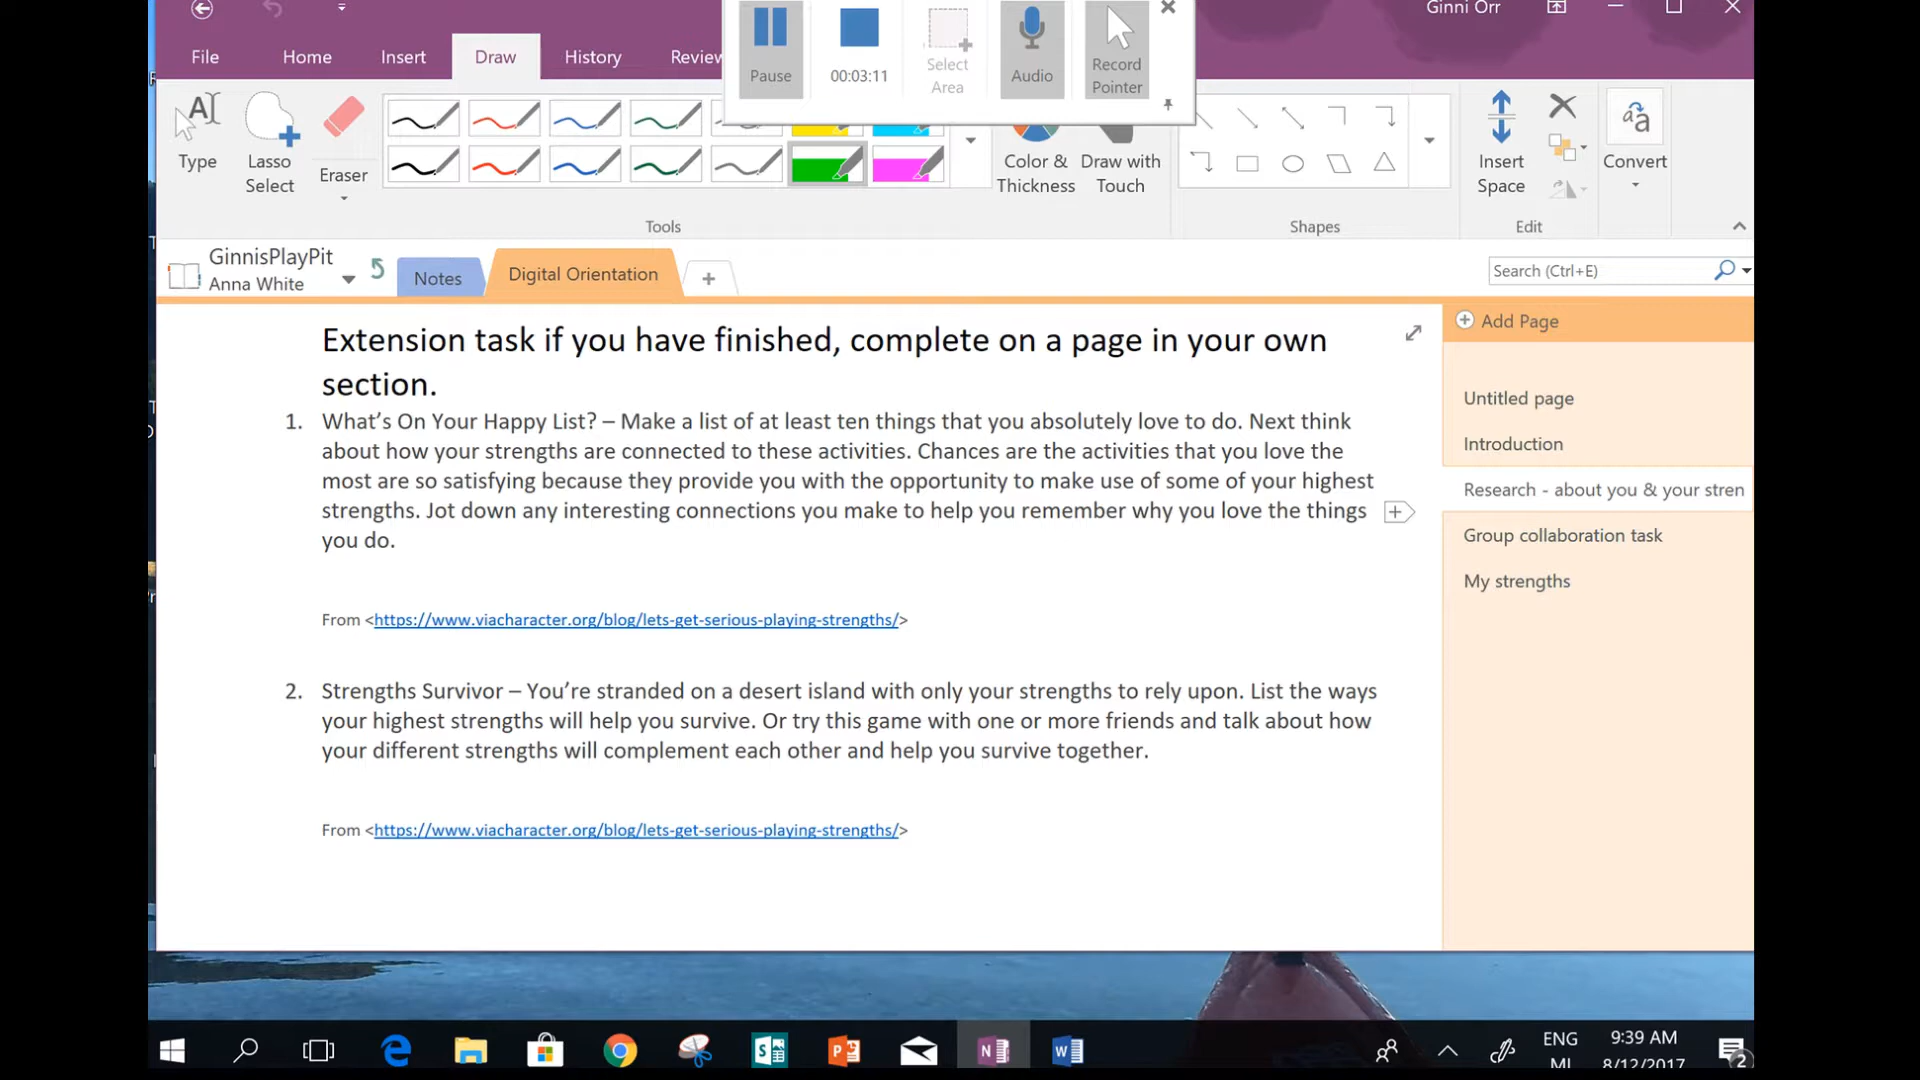 Ginni Orr
File Home Insert Draw History Review
Pause 00:03:11 Select Area Audio Record Pointer
Type Lasso Select Eraser
Color & Thickness Draw with Touch
Insert Space Convert
Tools Shapes Edit
GinnisPlayPit
Anna White
Notes Digital Orientation
Search (Ctrl+E)
Extension task if you have finished, complete on a page in your own
section.
1. What's On Your Happy List? – Make a list of at least ten things that you absolutely love to do. Next think
about how your strengths are connected to these activities. Chances are the activities that you love the
most are so satisfying because they provide you with the opportunity to make use of some of your highest
strengths. Jot down any interesting connections you make to help you remember why you love the things
you do.
From <https://www.viacharacter.org/blog/lets-get-serious-playing-strengths/>
2. Strengths Survivor – You're stranded on a desert island with only your strengths to rely upon. List the ways
your highest strengths will help you survive. Or try this game with one or more friends and talk about how
your different strengths will complement each other and help you survive together.
From <https://www.viacharacter.org/blog/lets-get-serious-playing-strengths/>
Add Page
Untitled page
Introduction
Research - about you & your stren
Group collaboration task
My strengths
ENG
MI
9:39 AM
8/12/2017
2